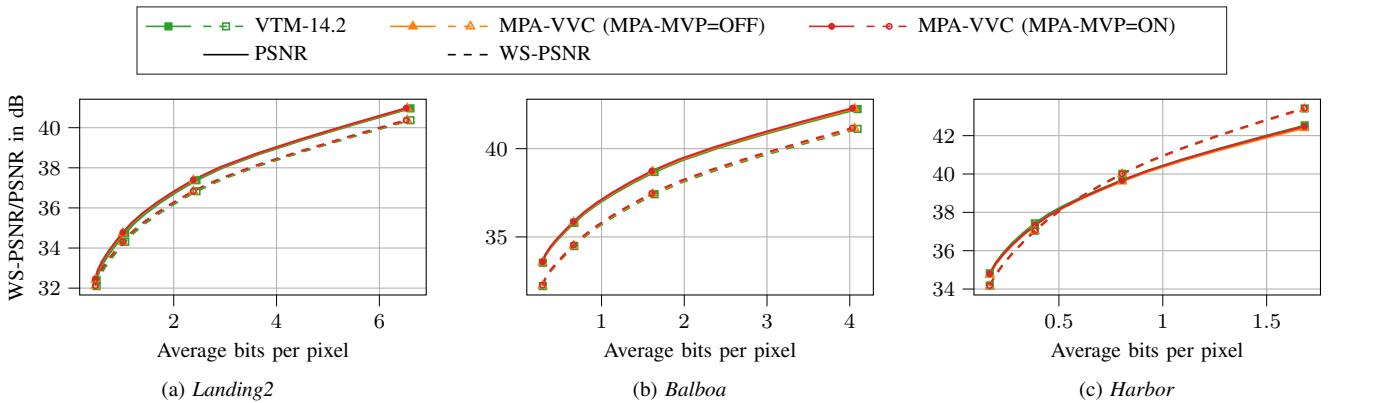 VTM-14.2 MPA-VVC (MPA-MVP=OFF) MPA-VVC (MPA-MVP=ON)
PSNR WS-PSNR
WS-PSNR/PSNR in dB
40
38
36
34
32
2 4 6
Average bits per pixel
(a) Landing2
40
35
1 2 3 4
Average bits per pixel
(b) Balboa
42
40
38
36
34
0.5 1 1.5
Average bits per pixel
(c) Harbor